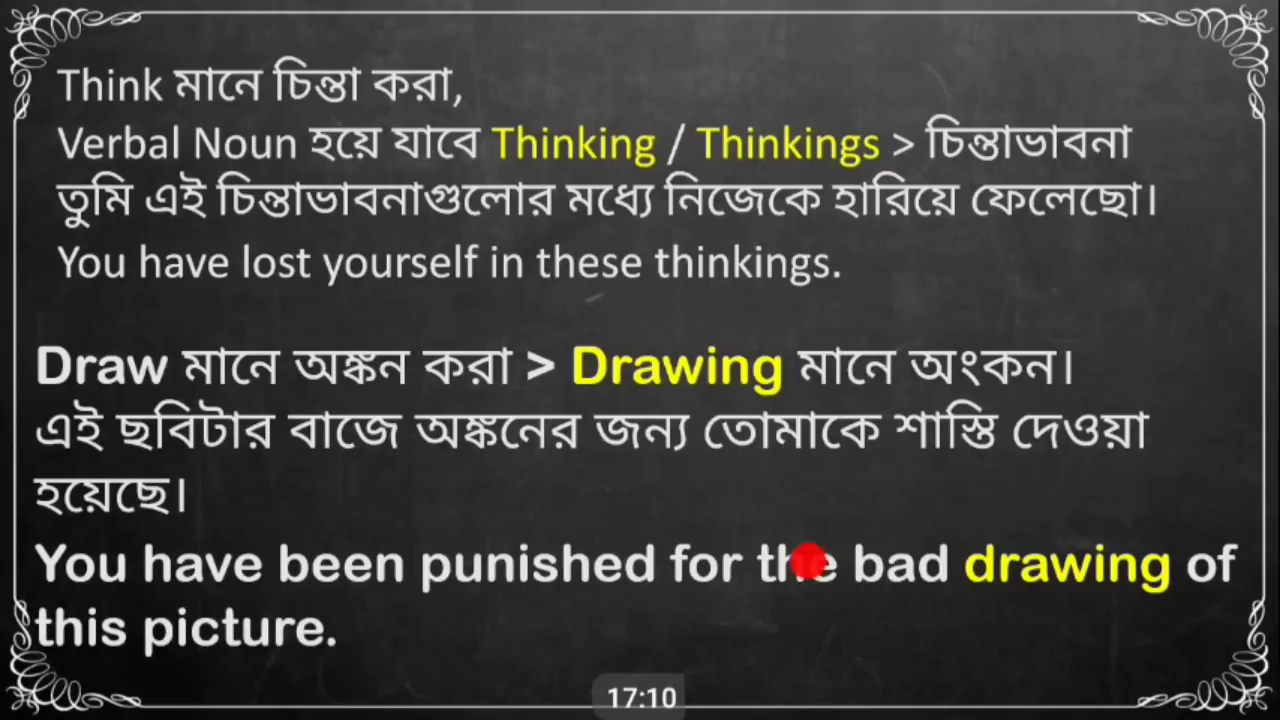 Think মানে চিন্তা করা,
Verbal Noun হয়ে যাবে Thinking / Thinkings > চিন্তাভাবনা
তুমি এই চিন্তাভাবনাগুলোর মধ্যে নিজেকে হারিয়ে ফেলেছো।
You have lost yourself in these thinkings.
Draw মানে অঙ্কন করা > Drawing মানে অংকন।
এই ছবিটার বাজে অঙ্কনের জন্য তোমাকে শাস্তি দেওয়া
হয়েছে।
You have been punished for the bad drawing of
this picture.
17:10